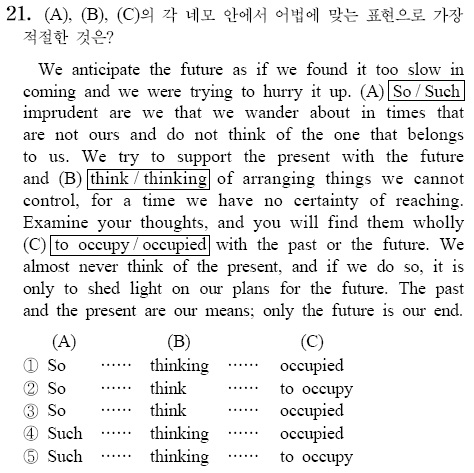 21. (A), (B), (C)의 각 네모 안에서 어법에 맞는 표현으로 가장
적절한 것은?
We anticipate the future as if we found it too slow in
coming and we were trying to hurry it up. (A) So / Such
imprudent are we that we wander about in times that
are not ours and do not think of the one that belongs
to us. We try to support the present with the future
and (B) think / thinking of arranging things we cannot
control, for a time we have no certainty of reaching.
Examine your thoughts, and you will find them wholly
(C) to occupy / occupied with the past or the future. We
almost never think of the present, and if we do so, it is
only to shed light on our plans for the future. The past
and the present are our means; only the future is our end.
(A) (B) (C)
① So ······ thinking ······ occupied
② So ······ think ······ to occupy
③ So ······ think ······ occupied
④ Such ······ thinking ······ occupied
⑤ Such ······ thinking ······ to occupy